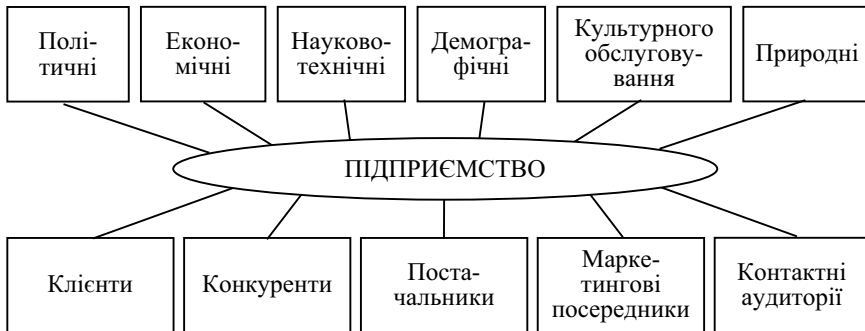 Полі-
тичні
Еконо-
мічні
Науково-
технічні
Демогра-
фічні
Культурного
обслугову-
вання
Природні
ПІДПРИЄМСТВО
Клієнти
Конкуренти
Поста-
чальники
Марке-
тингові
посередники
Контактні
аудиторії